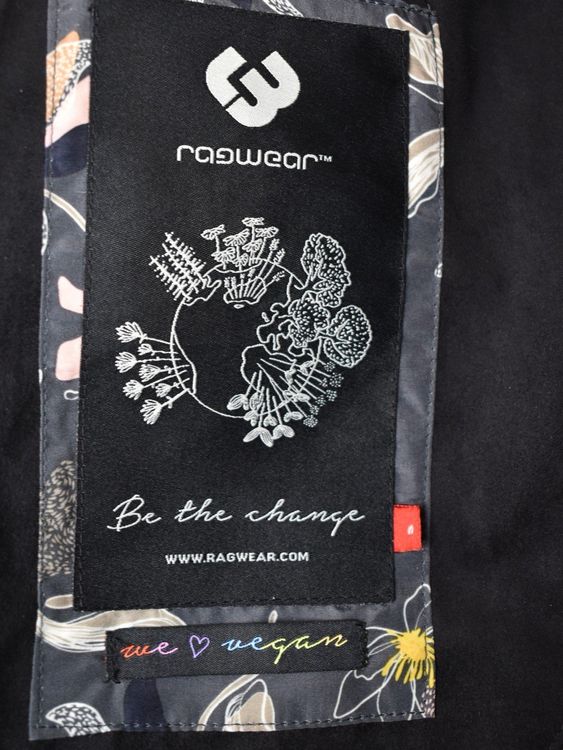 ragwear™
Be the change
WWW.RAGWEAR.COM
we ♡ vegan